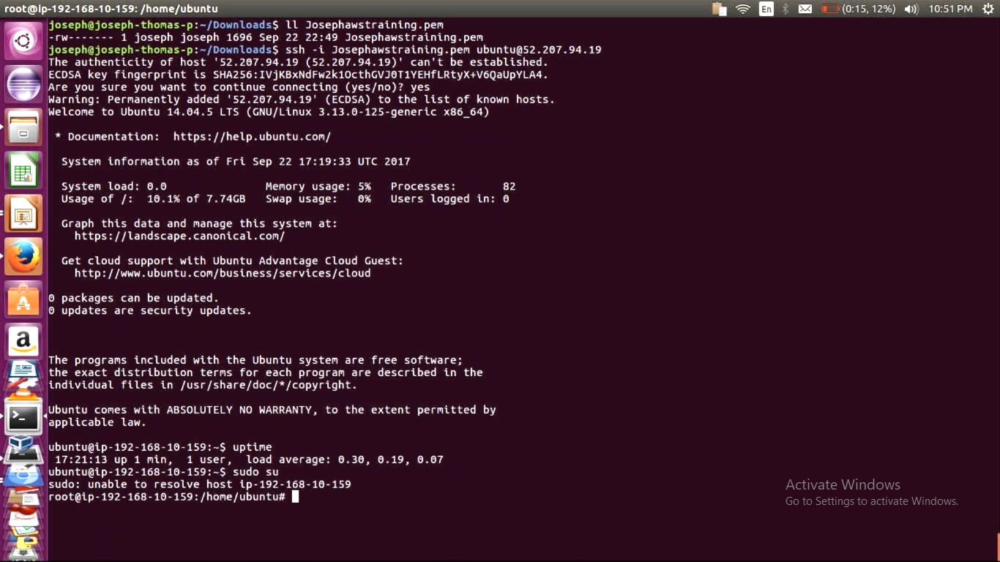 root@ip-192-168-10-159: /home/ubuntu
En
(0:15, 12%)
10:51 PM
joseph@joseph-thomas-p:~/Downloads$ ll Josephawstraining.pem
-rw------- 1 joseph joseph 1696 Sep 22 22:49 Josephawstraining.pem
joseph@joseph-thomas-p:~/Downloads$ ssh -i Josephawstraining.pem ubuntu@52.207.94.19
The authenticity of host '52.207.94.19 (52.207.94.19)' can't be established.
ECDSA key fingerprint is SHA256:IVjKBxNdFw2k1OcthGVJ0T1YEHfLRtyX+V6QaUpYLA4.
Are you sure you want to continue connecting (yes/no)? yes
Warning: Permanently added '52.207.94.19' (ECDSA) to the list of known hosts.
Welcome to Ubuntu 14.04.5 LTS (GNU/Linux 3.13.0-125-generic x86_64)
* Documentation:  https://help.ubuntu.com/
System information as of Fri Sep 22 17:19:33 UTC 2017
System load: 0.0 Memory usage: 5% Processes: 82
Usage of /: 10.1% of 7.74GB Swap usage: 0% Users logged in: 0
Graph this data and manage this system at:
https://landscape.canonical.com/
Get cloud support with Ubuntu Advantage Cloud Guest:
http://www.ubuntu.com/business/services/cloud
0 packages can be updated.
0 updates are security updates.
The programs included with the Ubuntu system are free software;
the exact distribution terms for each program are described in the
individual files in /usr/share/doc/*/copyright.
Ubuntu comes with ABSOLUTELY NO WARRANTY, to the extent permitted by
applicable law.
ubuntu@ip-192-168-10-159:~$ uptime
17:21:13 up 1 min,  1 user,  load average: 0.30, 0.19, 0.07
ubuntu@ip-192-168-10-159:~$ sudo su
sudo: unable to resolve host ip-192-168-10-159
root@ip-192-168-10-159:/home/ubuntu#
Activate Windows
Go to Settings to activate Windows.